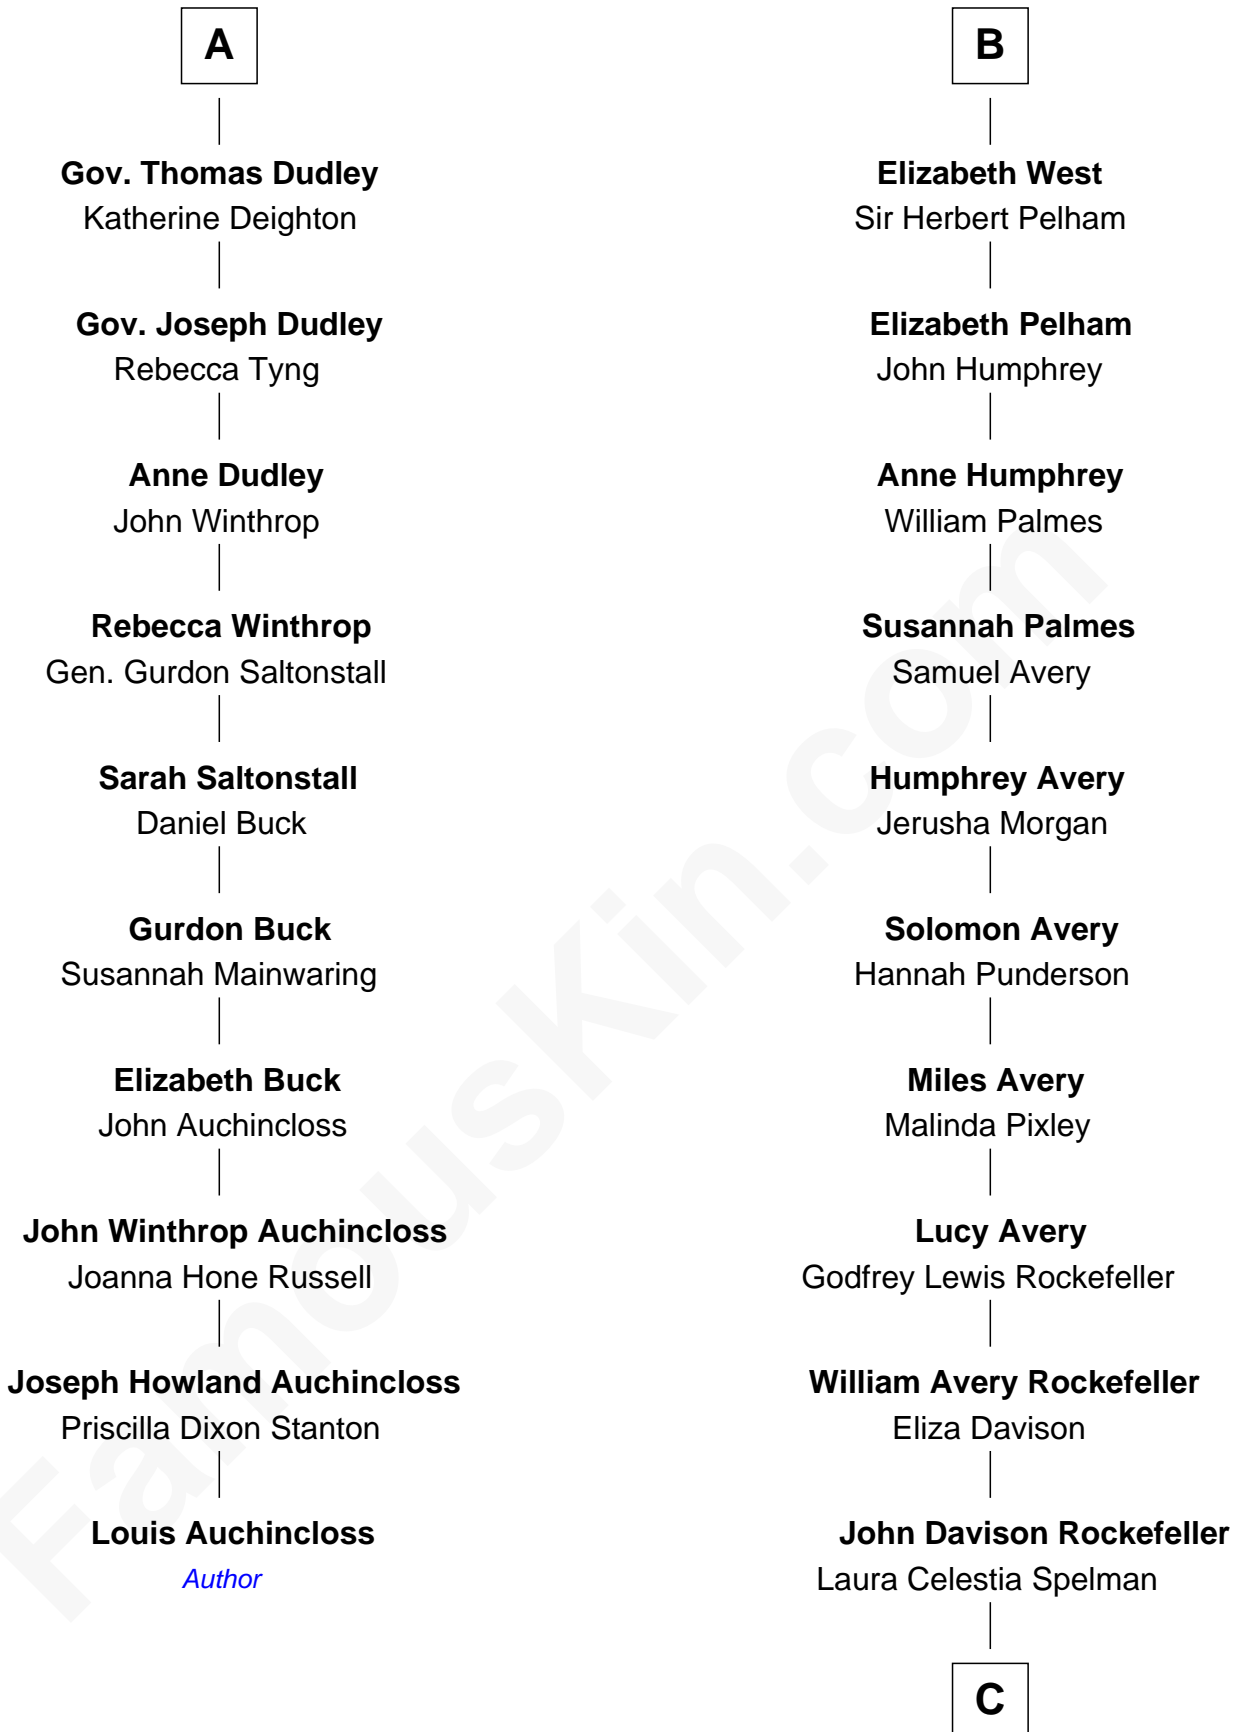 A
Gov. Thomas Dudley
Katherine Deighton
Gov. Joseph Dudley
Rebecca Tyng
Anne Dudley
John Winthrop
Rebecca Winthrop
Gen. Gurdon Saltonstall
Sarah Saltonstall
Daniel Buck
Gurdon Buck
Susannah Mainwaring
Elizabeth Buck
John Auchincloss
John Winthrop Auchincloss
Joanna Hone Russell
Joseph Howland Auchincloss
Priscilla Dixon Stanton
Louis Auchincloss
Author
B
Elizabeth West
Sir Herbert Pelham
Elizabeth Pelham
John Humphrey
Anne Humphrey
William Palmes
Susannah Palmes
Samuel Avery
Humphrey Avery
Jerusha Morgan
Solomon Avery
Hannah Punderson
Miles Avery
Malinda Pixley
Lucy Avery
Godfrey Lewis Rockefeller
William Avery Rockefeller
Eliza Davison
John Davison Rockefeller
Laura Celestia Spelman
C
FamousKin.com